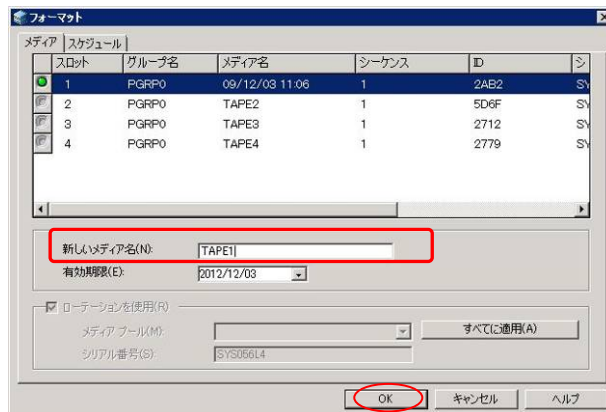 フォーマット
メディア スケジュール
スロット グループ名 メディア名 シーケンス ID シ
1 PGRP0 09/12/03 11:06 1 2AB2 SY
2 PGRP0 TAPE2 1 5D6F SY
3 PGRP0 TAPE3 1 2712 SY
4 PGRP0 TAPE4 1 2779 SY
新しいメディア名(N): TAPE1
有効期限(E): 2012/12/03
ローテーションを使用(R)
メディア プール(M): すべてに適用(A)
シリアル番号(S): SYS056L4
OK キャンセル ヘルプ